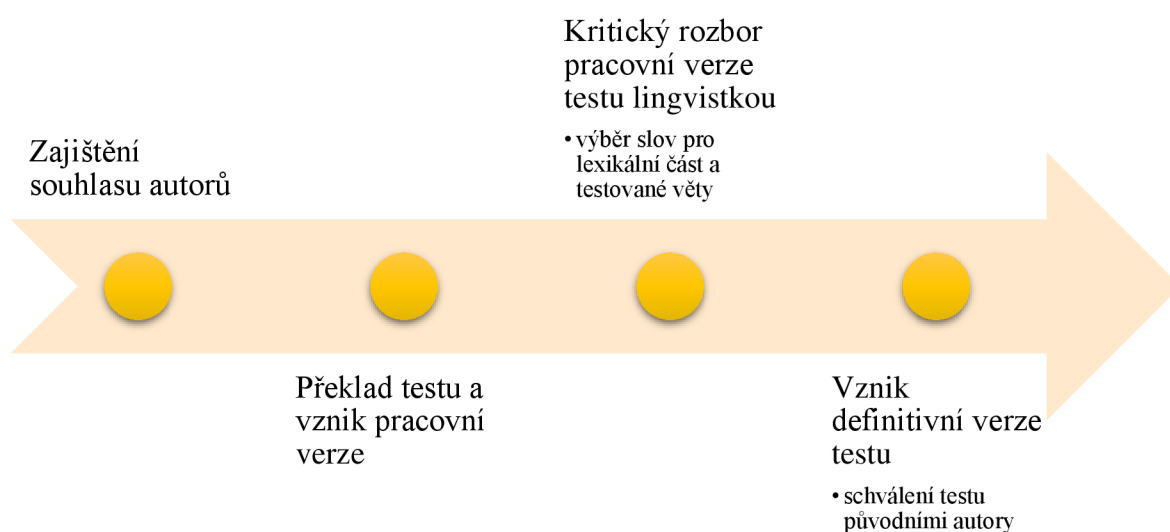 Zajištění
souhlasu autorů
Překlad testu a
vznik pracovní
verze
Kritický rozbor
pracovní verze
testu lingvistkou
• výběr slov pro
lexikální část a
testované věty
Vznik
definitivní verze
testu
• schválení testu
původními autory